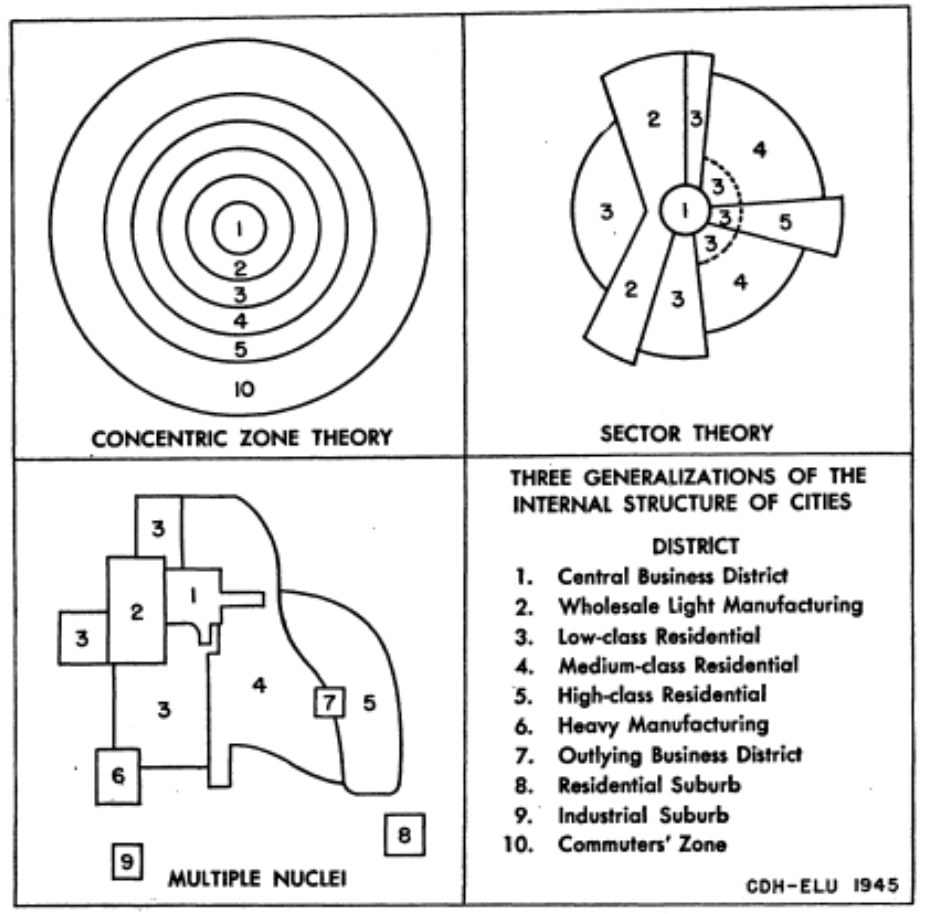 1
2
3
4
5
10
CONCENTRIC ZONE THEORY
2
3
4
3
3
1
3
5
3
2
3
4
SECTOR THEORY
3
2
1
3
3
4
7
5
6
8
9
MULTIPLE NUCLEI
THREE GENERALIZATIONS OF THE
INTERNAL STRUCTURE OF CITIES
DISTRICT
1. Central Business District
2. Wholesale Light Manufacturing
3. Low-class Residential
4. Medium-class Residential
5. High-class Residential
6. Heavy Manufacturing
7. Outlying Business District
8. Residential Suburb
9. Industrial Suburb
10. Commuters' Zone
CDH-ELU 1945